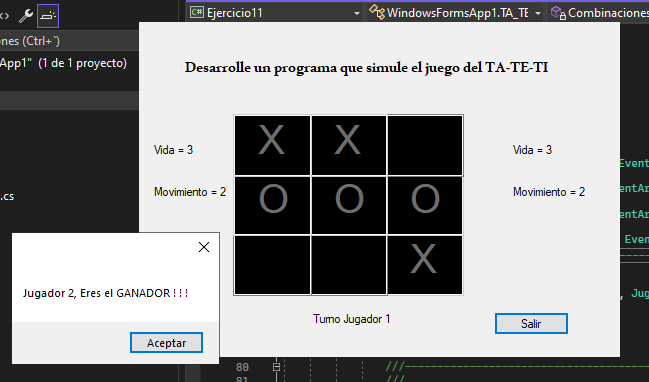 Ejercicio11
WindowsFormsApp1.TA_TE
Combinaciones
ones (Ctrl+`)
App1" (1 de 1 proyecto)
.cs
Desarrolle un programa que simule el juego del TA-TE-TI
Vida = 3
Movimiento = 2
X X
O O O
X
Vida = 3
Movimiento = 2
Turno Jugador 1
Salir
Jugador 2, Eres el GANADOR ! ! !
Aceptar
Event
entAr
entAr
Event
, Jug
80
///
81
///